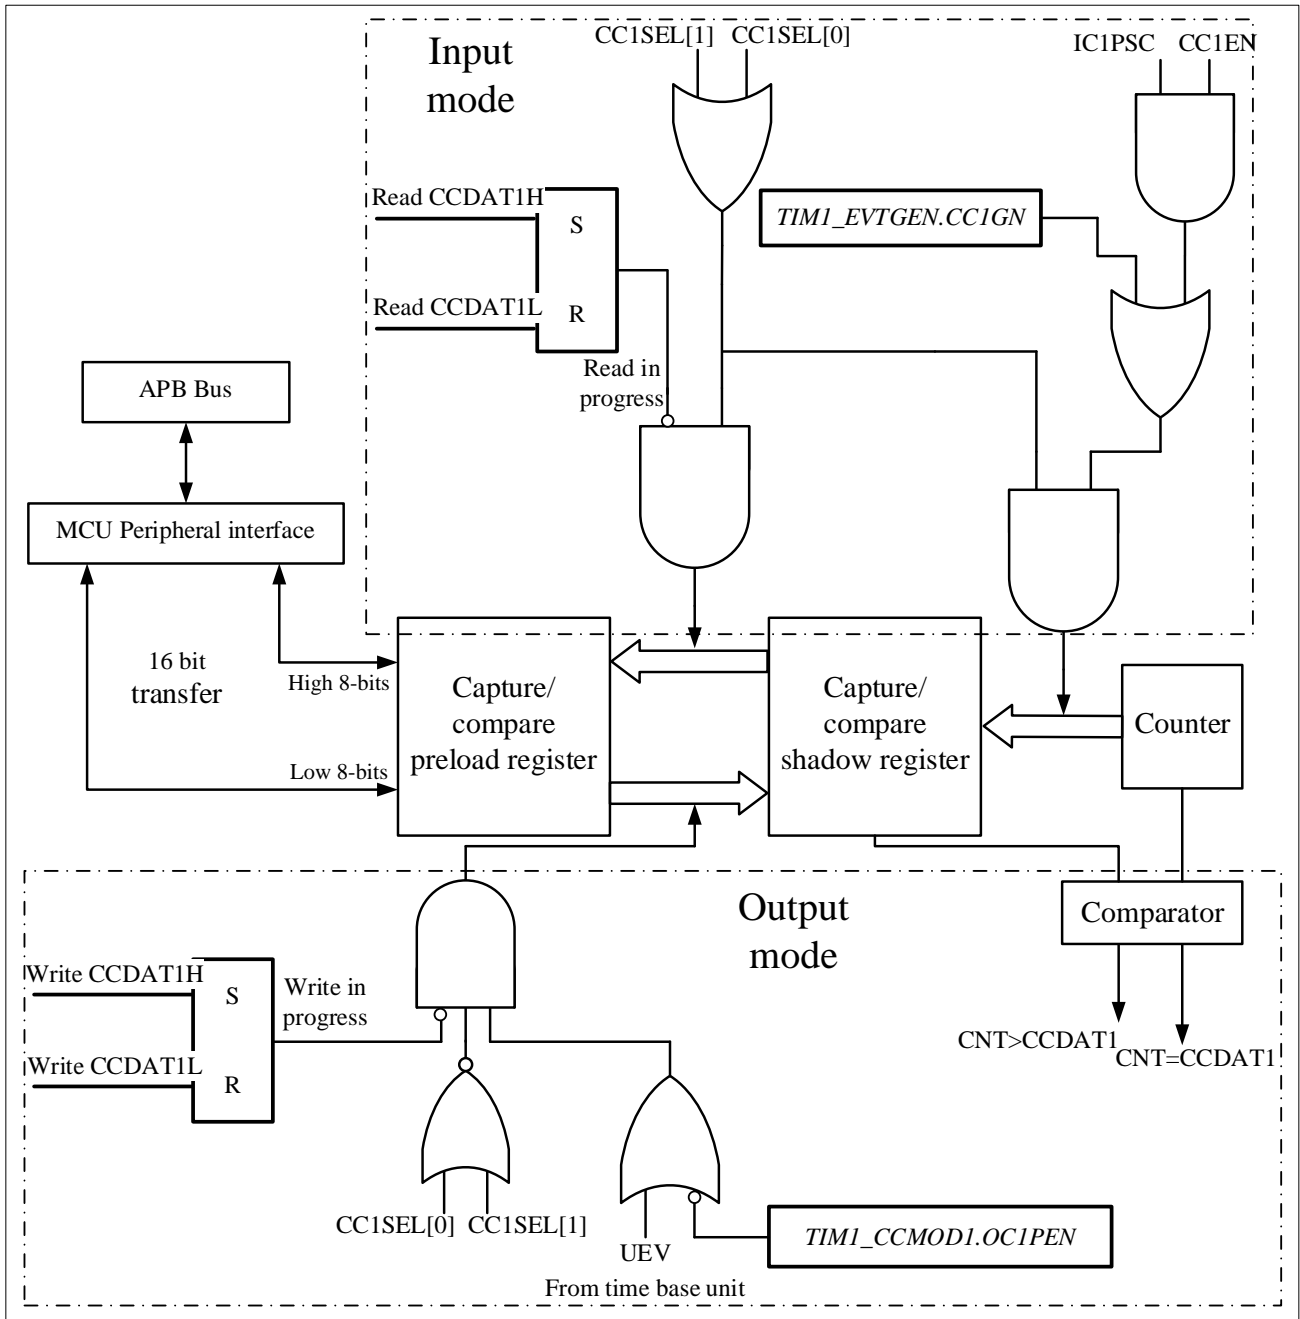 CC1SEL[1] CC1SEL[0]
IC1PSC CC1EN
Input
mode
Read CCDAT1H
S
TIM1_EVTGEN.CC1GN
Read CCDAT1L
R
Read in
progress
APB Bus
MCU Peripheral interface
16 bit
transfer
High 8-bits
Low 8-bits
Capture/
compare
preload register
Capture/
compare
shadow register
Counter
Output
mode
Comparator
Write CCDAT1H
S
Write in
progress
Write CCDAT1L
R
CNT>CCDAT1
CNT=CCDAT1
CC1SEL[0] CC1SEL[1]
UEV
TIM1_CCMOD1.OC1PEN
From time base unit